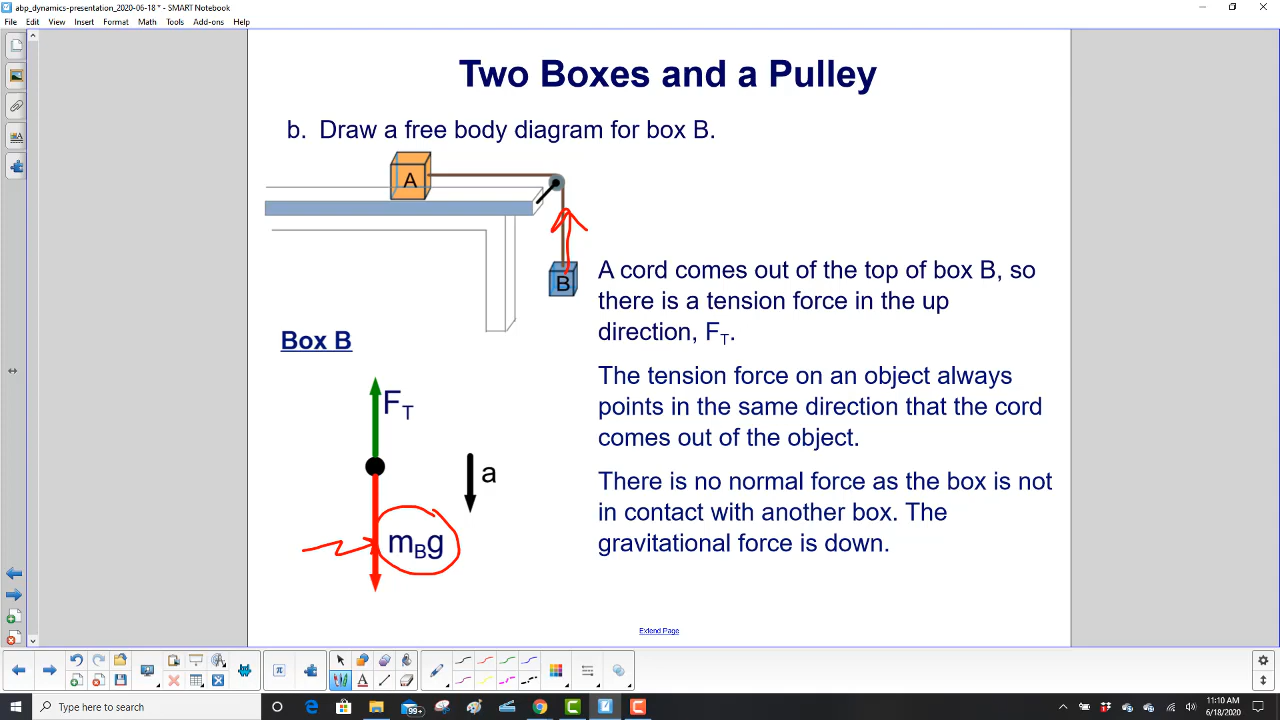 abp_dynamics-presentation_2020-06-18 * - SMART Notebook
File Edit View Insert Format Math Tools Add-ons Help
Two Boxes and a Pulley
b. Draw a free body diagram for box B.
A
B
A cord comes out of the top of box B, so
there is a tension force in the up
direction, FT.
Box B
The tension force on an object always
points in the same direction that the cord
comes out of the object.
FT
a
There is no normal force as the box is not
in contact with another box. The
gravitational force is down.
mBg
Extend Page
π
A
Type here to search
99+
11:10 AM
6/18/2020